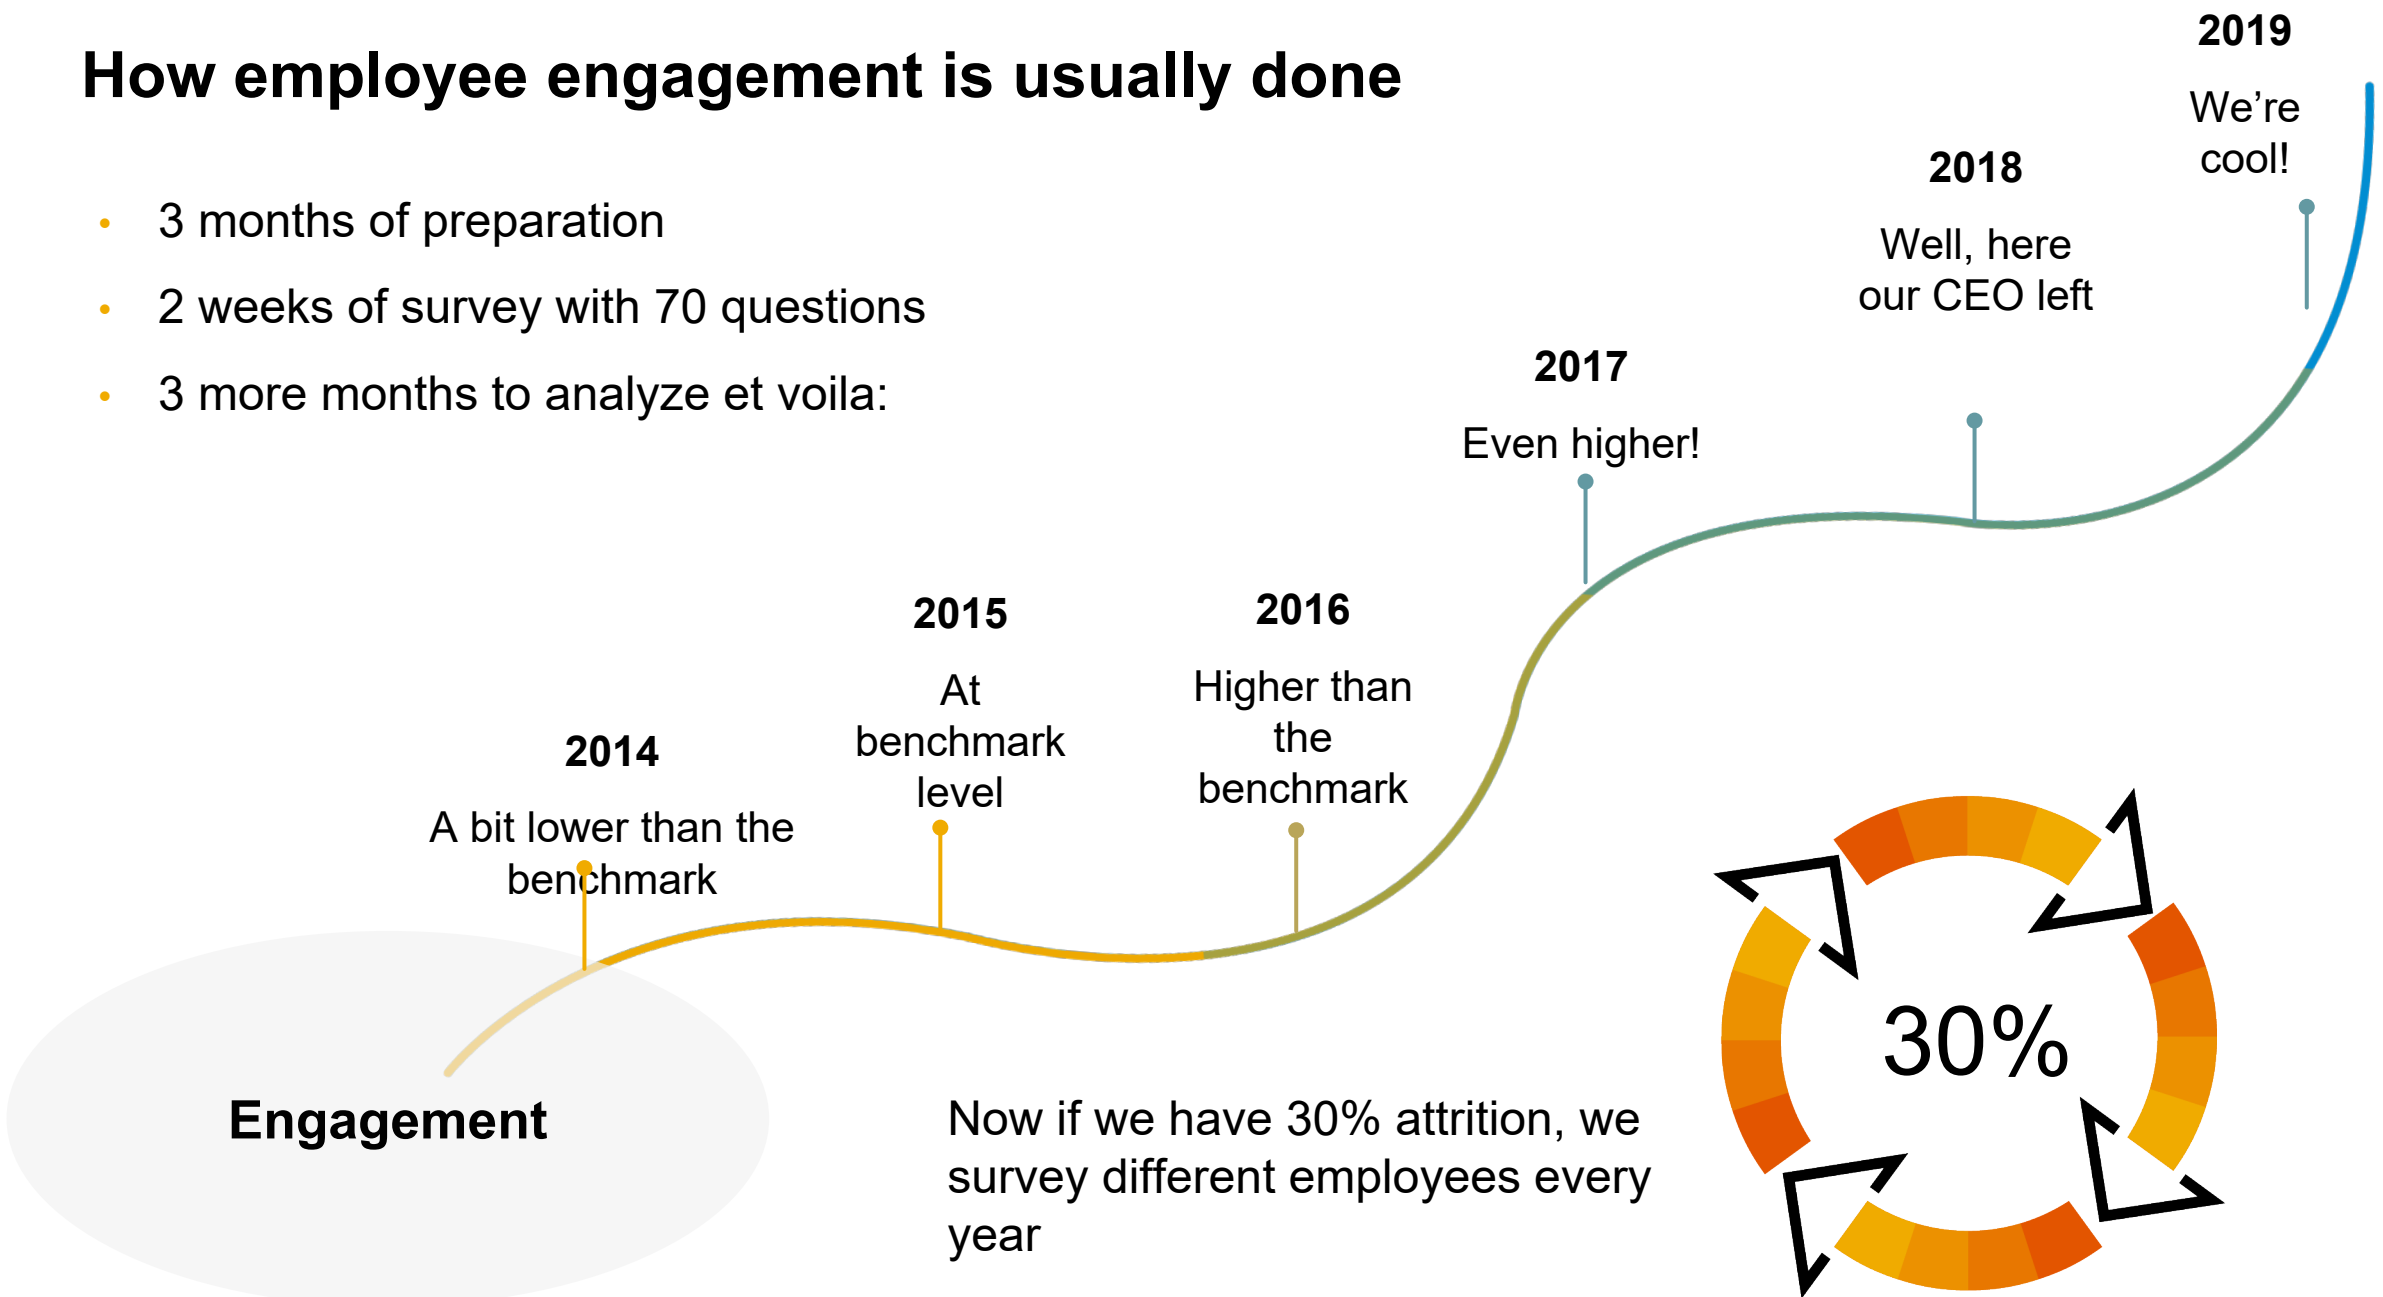 How employee engagement is usually done
• 3 months of preparation
• 2 weeks of survey with 70 questions
• 3 more months to analyze et voila:
2014
A bit lower than the
benchmark
2015
At
benchmark
level
2016
Higher than
the
benchmark
2017
Even higher!
2018
Well, here
our CEO left
2019
We’re
cool!
Engagement
Now if we have 30% attrition, we
survey different employees every
year
30%